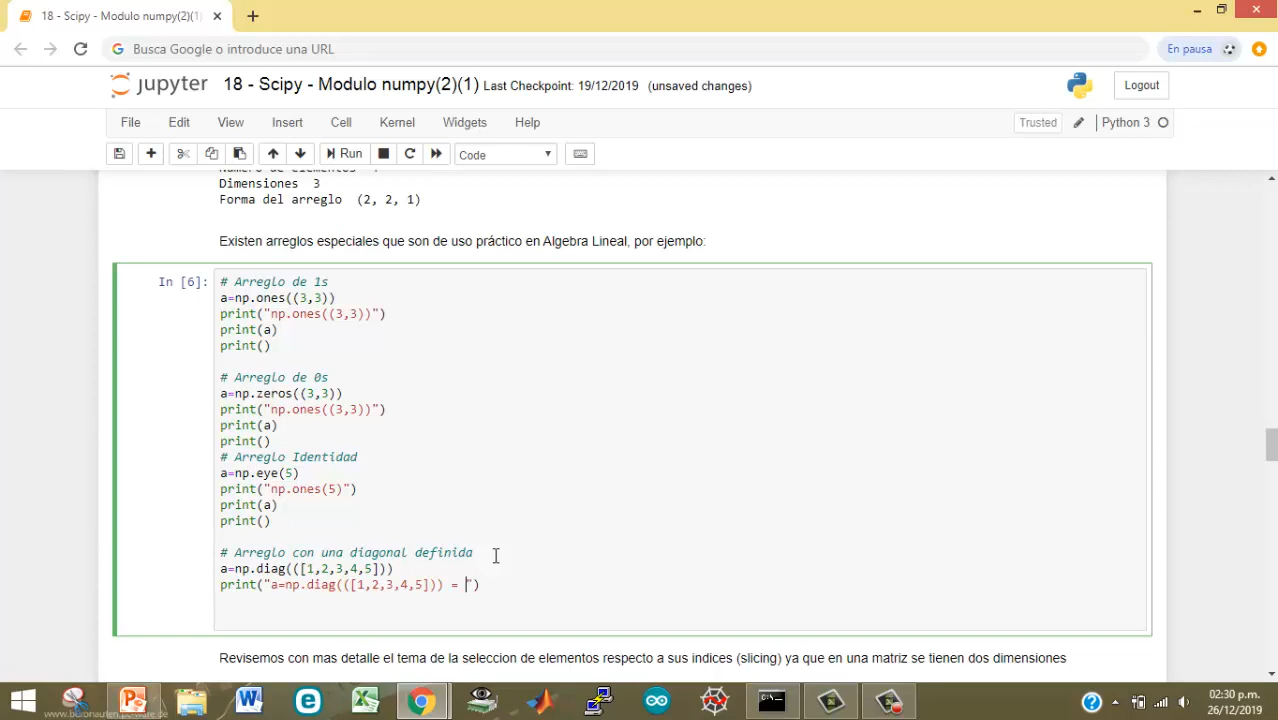 18 - Scipy - Modulo numpy(2)(1)
Busca Google o introduce una URL
En pausa
jupyter 18 - Scipy - Modulo numpy(2)(1) Last Checkpoint: 19/12/2019 (unsaved changes)
Logout
File Edit View Insert Cell Kernel Widgets Help
Trusted Python 3
Run Code
Numero de elementos 4
Dimensiones 3
Forma del arreglo (2, 2, 1)
Existen arreglos especiales que son de uso práctico en Algebra Lineal, por ejemplo:
In [6]:
# Arreglo de 1s
a=np.ones((3,3))
print("np.ones((3,3))")
print(a)
print()
# Arreglo de 0s
a=np.zeros((3,3))
print("np.ones((3,3))")
print(a)
print()
# Arreglo Identidad
a=np.eye(5)
print("np.ones(5)")
print(a)
print()
# Arreglo con una diagonal definida
a=np.diag(([1,2,3,4,5]))
print("a=np.diag(([1,2,3,4,5])) = ")
Revisemos con mas detalle el tema de la seleccion de elementos respecto a sus indices (slicing) ya que en una matriz se tienen dos dimensiones
02:30 p.m.
26/12/2019